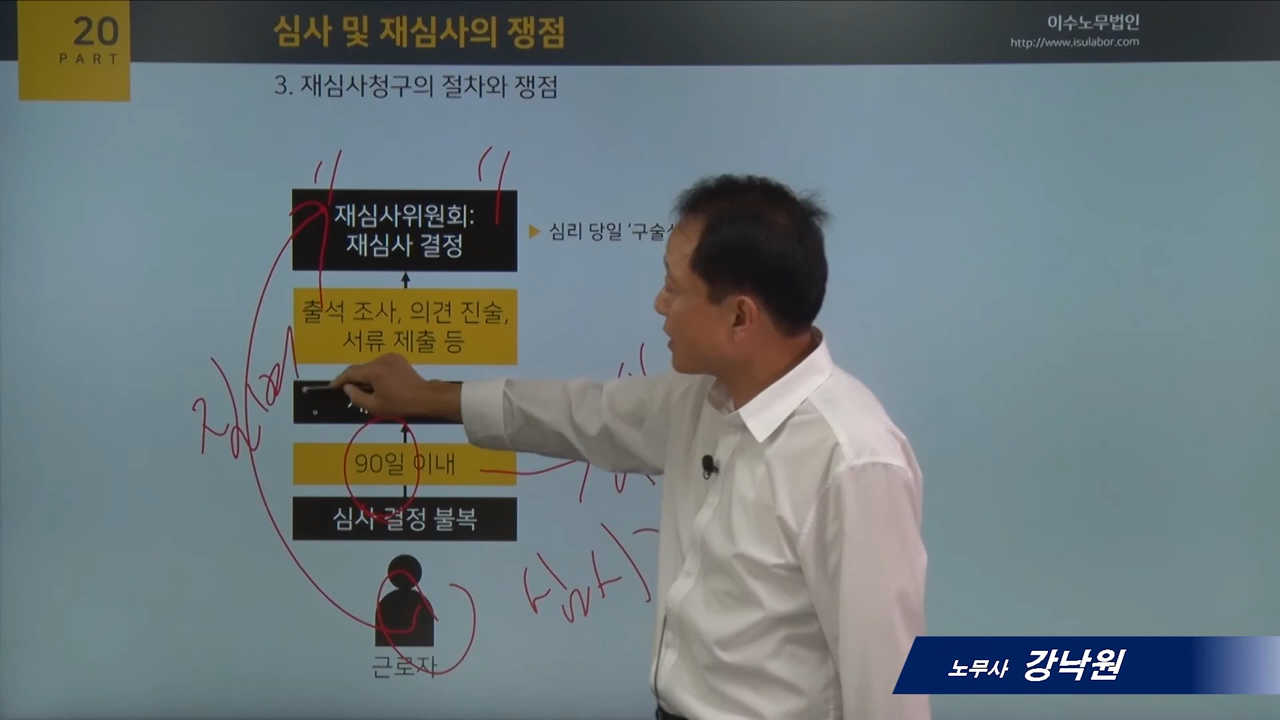 20
PART
심사 및 재심사의 쟁점
이수노무법인
http://www.isulabor.com
3. 재심사청구의 절차와 쟁점
재심사위원회:
재심사 결정
▶ 심리 당일 ‘구술
출석 조사, 의견 진술,
서류 제출 등
90일 이내
심사 결정 불복
근로자
노무사 강낙원